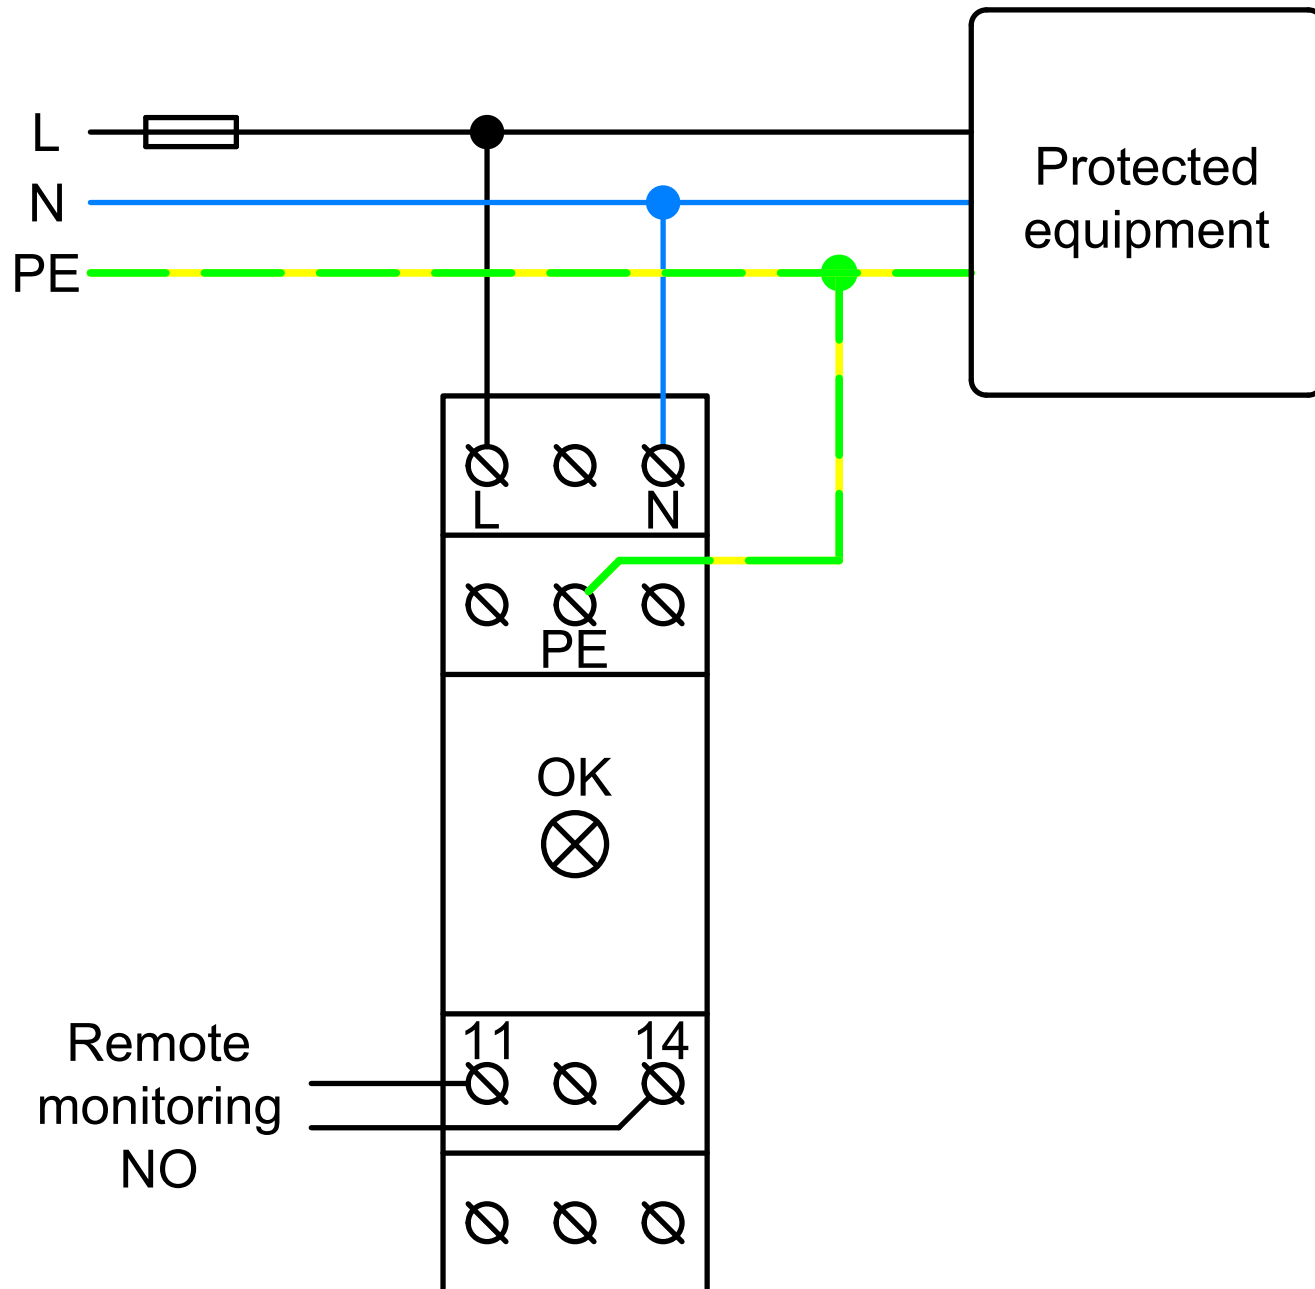 L
N
PE
Protected
equipment
L N
PE
OK
11 14
Remote
monitoring
NO